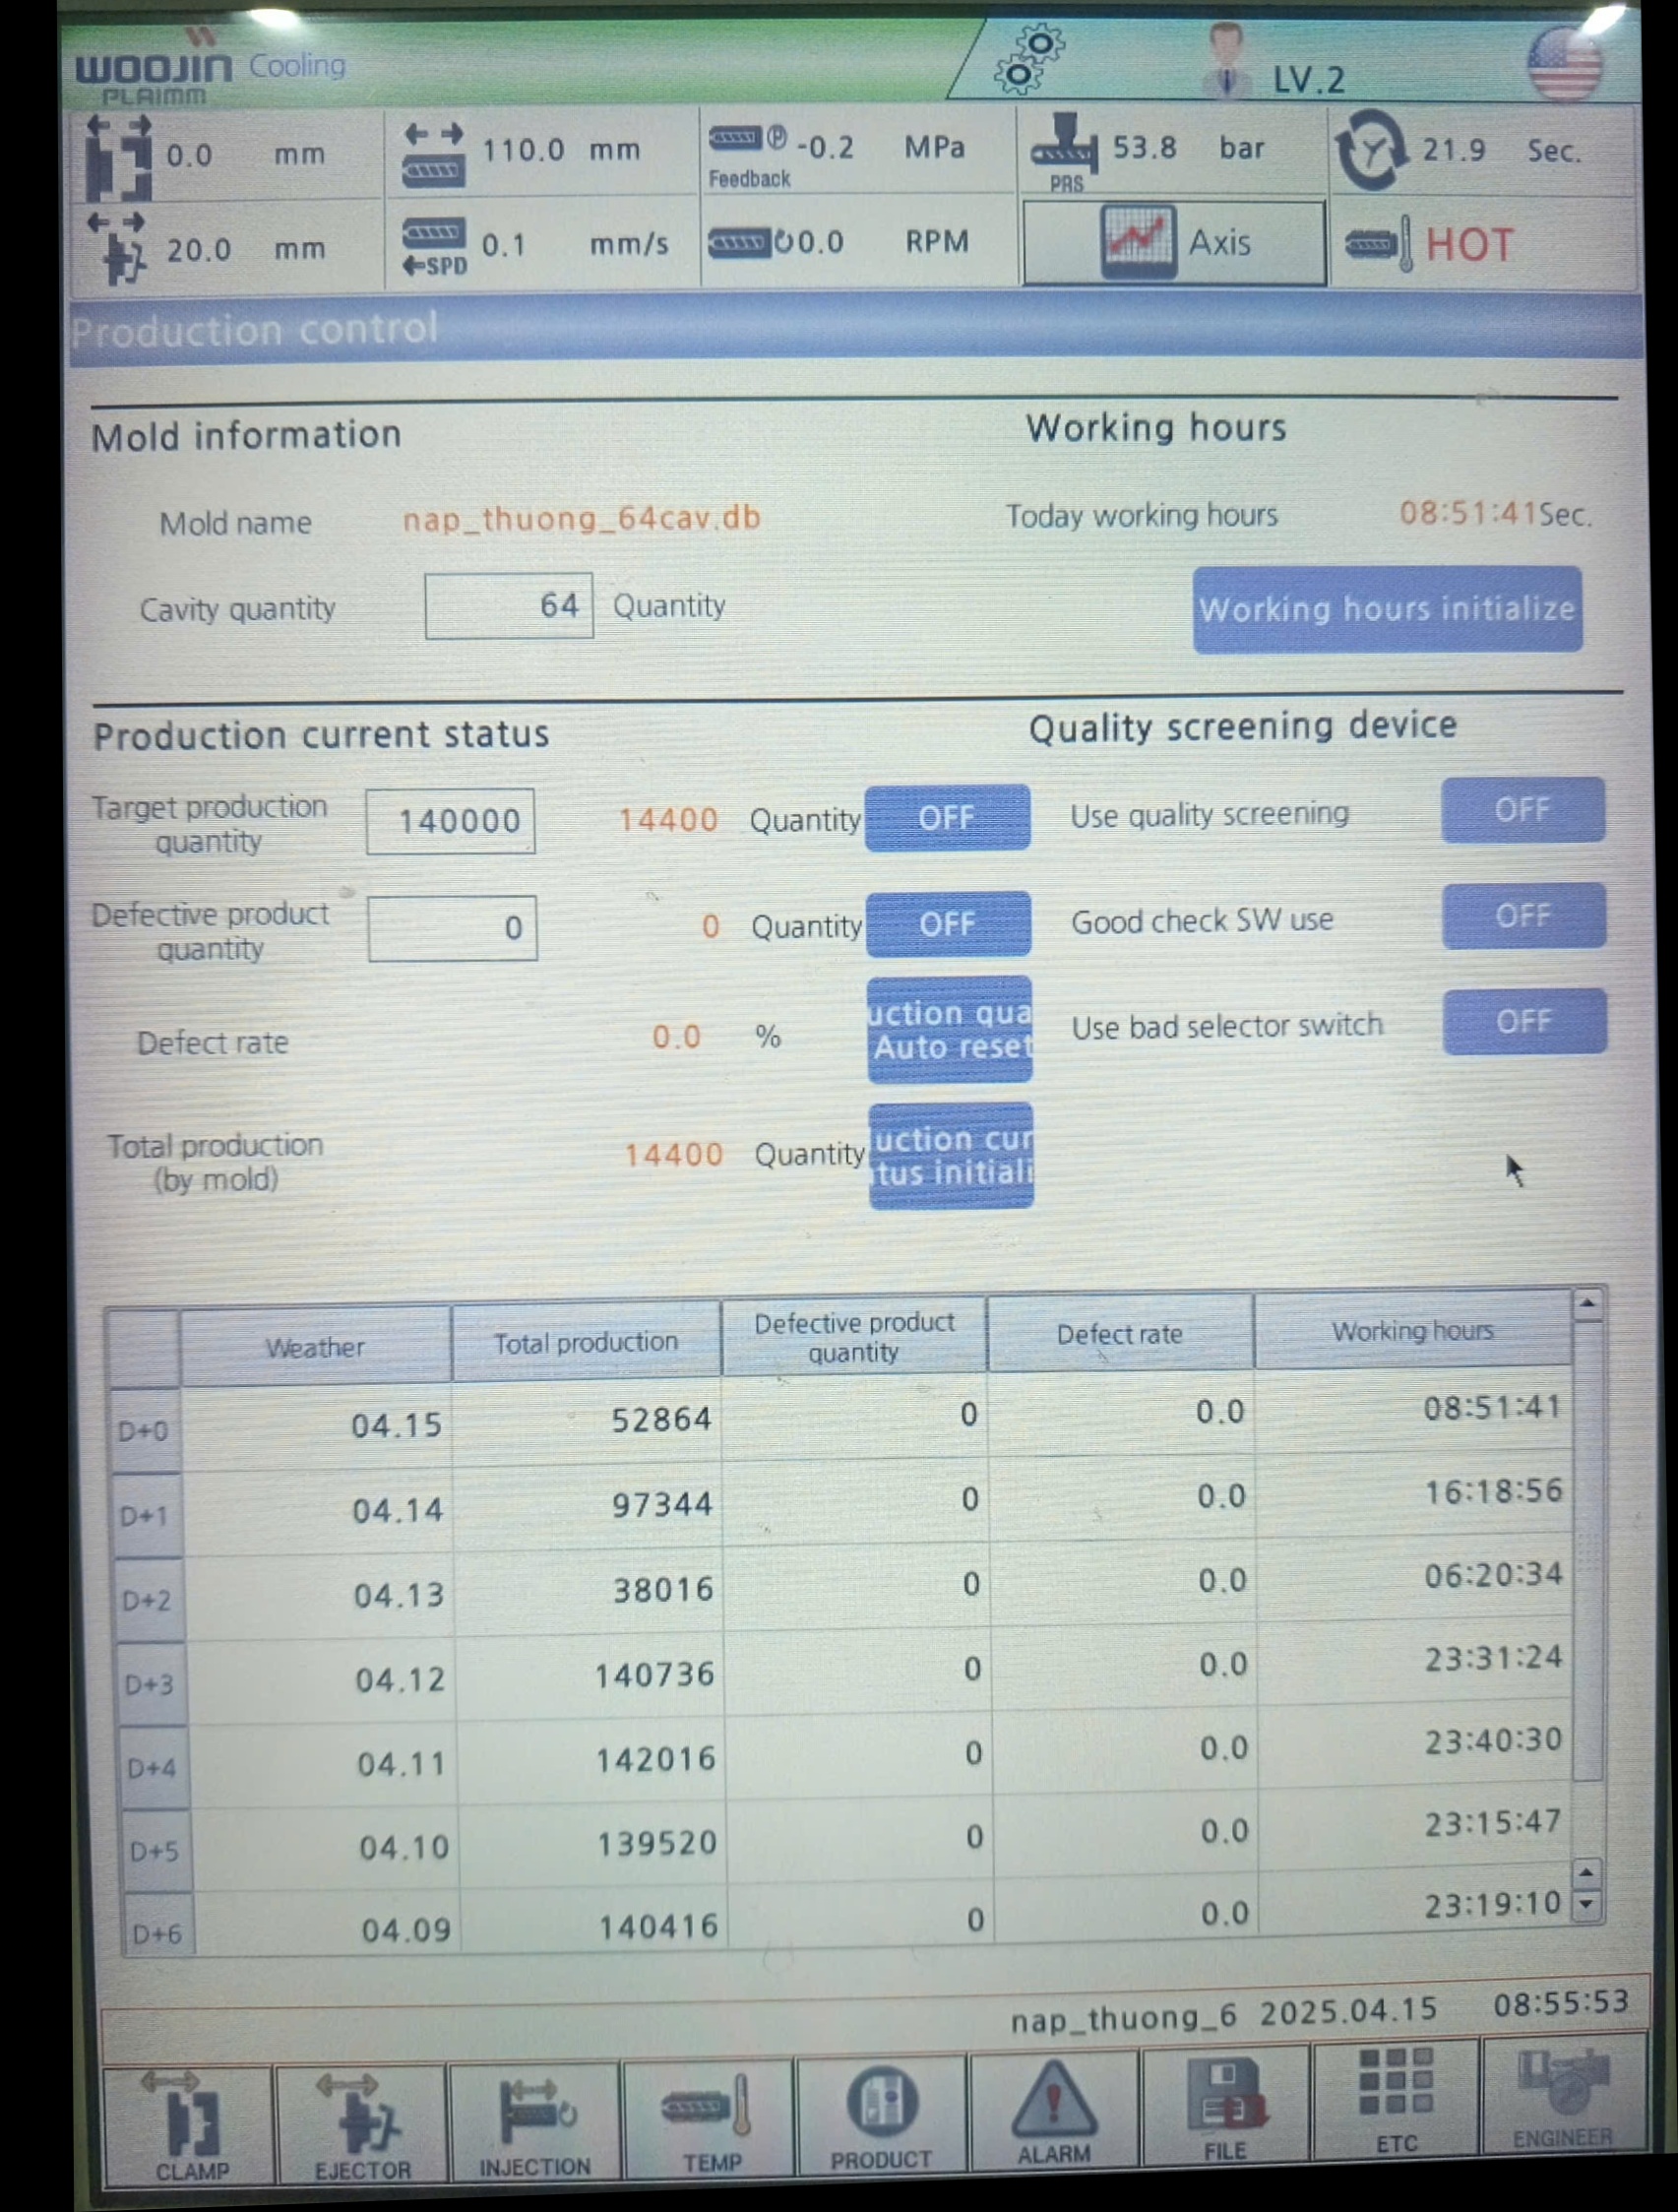 WOOJIN Cooling
PLAIMM
LV.2
0.0 mm
110.0 mm
-0.2 MPa
Feedback
53.8 bar
PRS
21.9 Sec.
20.0 mm
0.1 mm/s
←SPD
0.0 RPM
Axis
HOT
Production control
Mold information
Working hours
Mold name nap_thuong_64cav.db
Today working hours 08:51:41Sec.
Cavity quantity 64 Quantity
Working hours initialize
Production current status
Quality screening device
Target production
quantity
140000 14400 Quantity OFF
Use quality screening OFF
Defective product
quantity
0 0 Quantity OFF
Good check SW use OFF
Defect rate 0.0 %
uction qua
Auto reset
Use bad selector switch OFF
Total production
(by mold)
14400 Quantity
uction cur
tus initiali
Weather Total production Defective product quantity Defect rate Working hours
D+0 04.15 52864 0 0.0 08:51:41
D+1 04.14 97344 0 0.0 16:18:56
D+2 04.13 38016 0 0.0 06:20:34
D+3 04.12 140736 0 0.0 23:31:24
D+4 04.11 142016 0 0.0 23:40:30
D+5 04.10 139520 0 0.0 23:15:47
D+6 04.09 140416 0 0.0 23:19:10
nap_thuong_6 2025.04.15 08:55:53
CLAMP EJECTOR INJECTION TEMP PRODUCT ALARM FILE ETC ENGINEER